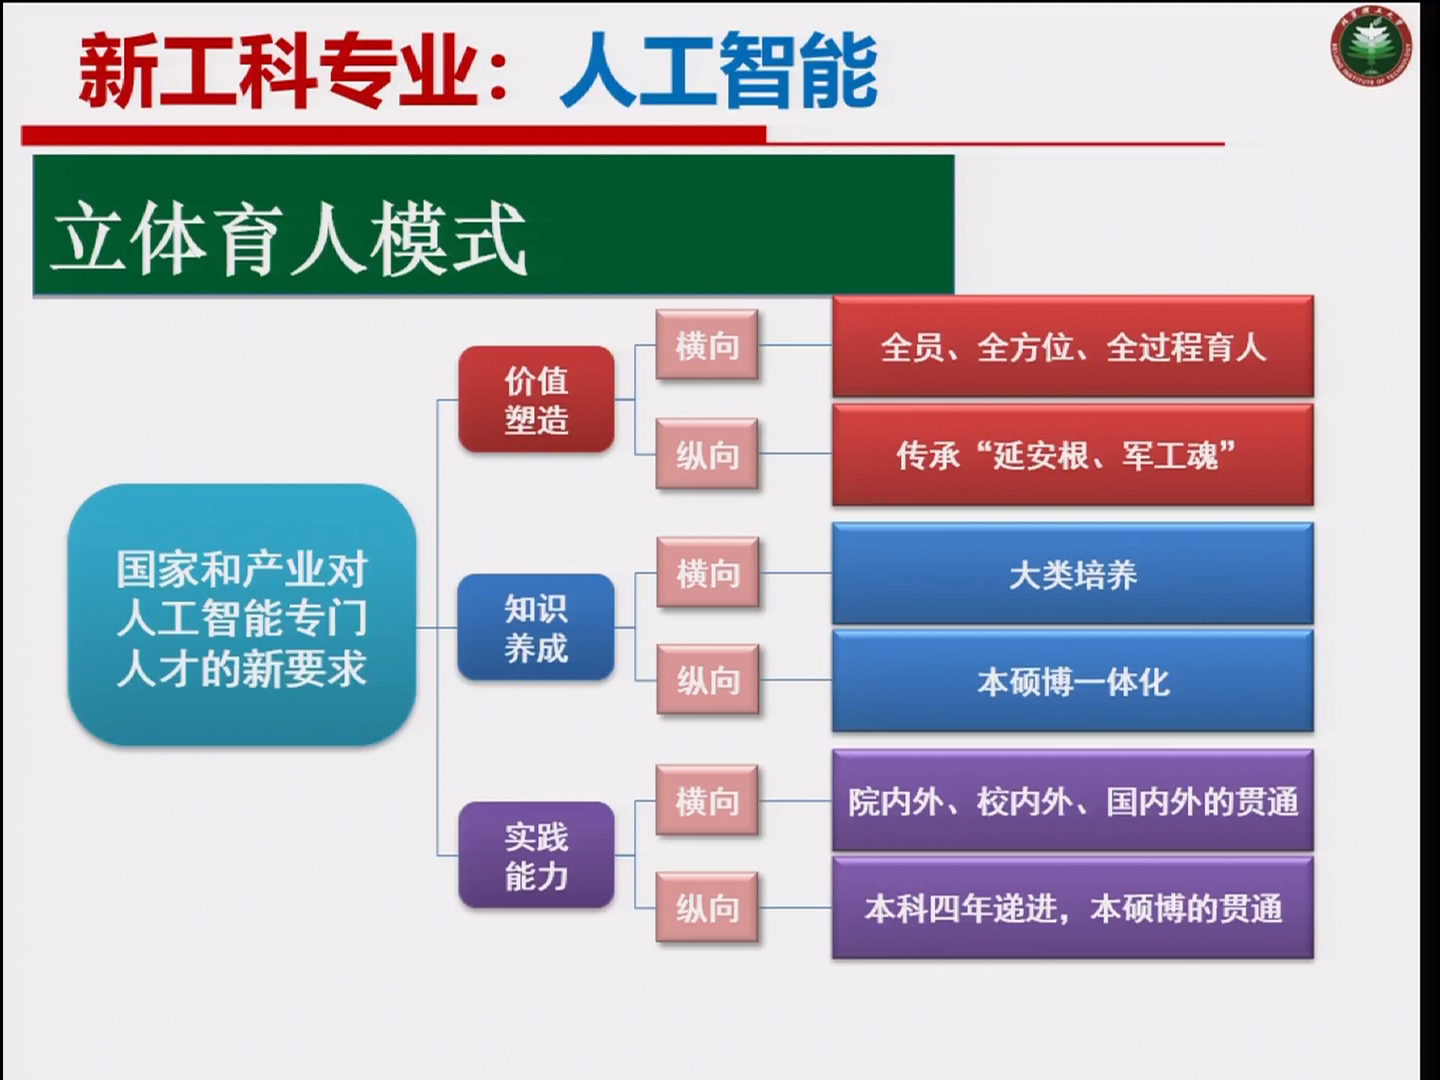 新工科专业：人工智能
立体育人模式
国家和产业对
人工智能专门
人才的新要求
价值
塑造
横向
全员、全方位、全过程育人
纵向
传承“延安根、军工魂”
知识
养成
横向
大类培养
纵向
本硕博一体化
实践
能力
横向
院内外、校内外、国内外的贯通
纵向
本科四年递进，本硕博的贯通
BEIJING INSTITUTE OF TECHNOLOGY